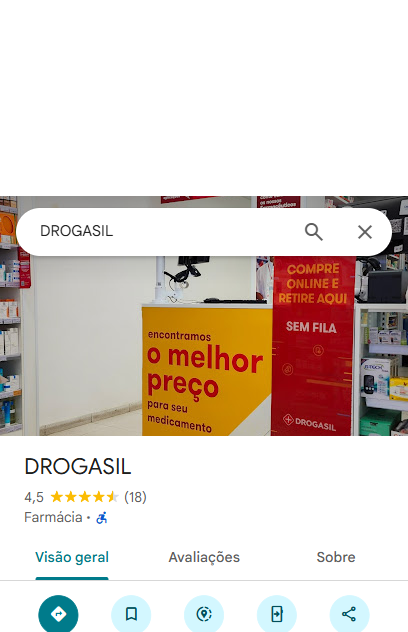 DROGASIL
COMPRE
ONLINE E
RETIRE AQUI
SEM FILA
encontramos
o melhor
preço
para seu
medicamento
DROGASIL
DROGASIL
4,5 (18)
Farmácia •
Visão geral
Avaliações
Sobre